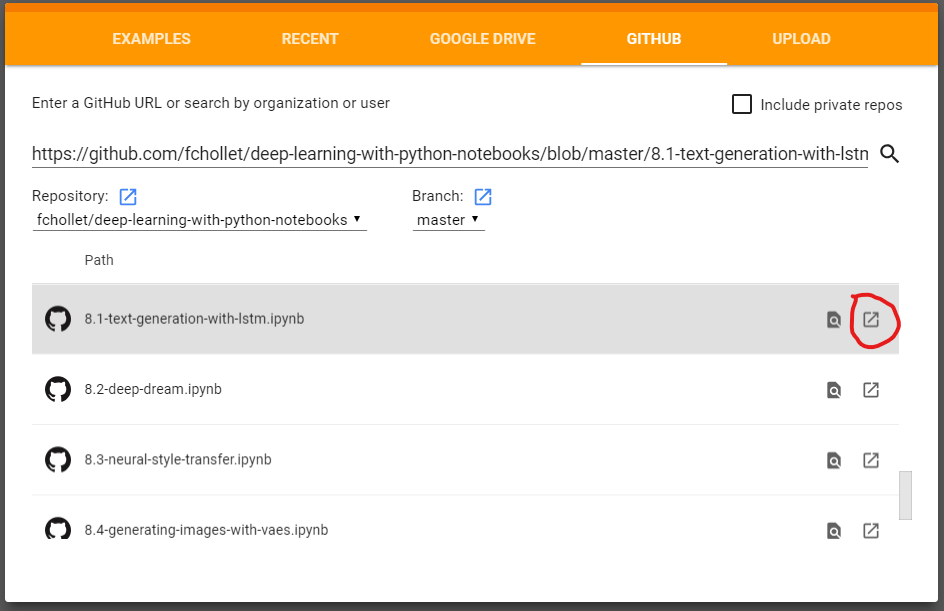 EXAMPLES RECENT GOOGLE DRIVE GITHUB UPLOAD
Enter a GitHub URL or search by organization or user
Include private repos
https://github.com/fchollet/deep-learning-with-python-notebooks/blob/master/8.1-text-generation-with-lstn
Repository: Branch:
fchollet/deep-learning-with-python-notebooks master
Path
8.1-text-generation-with-lstm.ipynb
8.2-deep-dream.ipynb
8.3-neural-style-transfer.ipynb
8.4-generating-images-with-vaes.ipynb